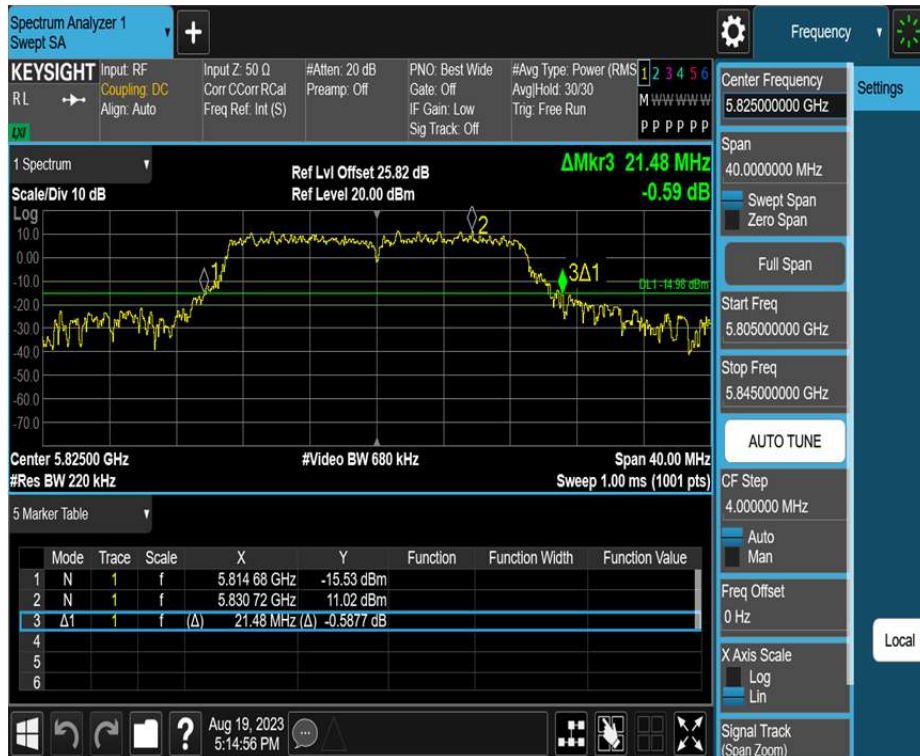 Spectrum Analyzer 1
Swept SA
+
Frequency
KEYSIGHT
RL
LXI
Input: RF
Coupling: DC
Align: Auto
Input Z: 50 Ω
Corr CCorr RCal
Freq Ref: Int (S)
#Atten: 20 dB
Preamp: Off
PNO: Best Wide
Gate: Off
IF Gain: Low
Sig Track: Off
#Avg Type: Power (RMS
Avg|Hold: 30/30
Trig: Free Run
1 2 3 4 5 6
M W W W W W
P P P P P P
1 Spectrum
Scale/Div 10 dB
Ref Lvl Offset 25.82 dB
Ref Level 20.00 dBm
ΔMkr3 21.48 MHz
-0.59 dB
Log
10.0
0.00
-10.0
-20.0
-30.0
-40.0
-50.0
-60.0
-70.0
1
2
3Δ1
DL1 -14.98 dBm
Center 5.82500 GHz
#Res BW 220 kHz
#Video BW 680 kHz
Span 40.00 MHz
Sweep 1.00 ms (1001 pts)
5 Marker Table
Mode Trace Scale X Y Function Function Width Function Value
1 N 1 f 5.814 68 GHz -15.53 dBm
2 N 1 f 5.830 72 GHz 11.02 dBm
3 Δ1 1 f (Δ) 21.48 MHz (Δ) -0.5877 dB
4
5
6
Aug 19, 2023
5:14:56 PM
?
Center Frequency
5.825000000 GHz
Settings
Span
40.0000000 MHz
Swept Span
Zero Span
Full Span
Start Freq
5.805000000 GHz
Stop Freq
5.845000000 GHz
AUTO TUNE
CF Step
4.000000 MHz
Auto
Man
Freq Offset
0 Hz
Local
X Axis Scale
Log
Lin
Signal Track
(Span Zoom)